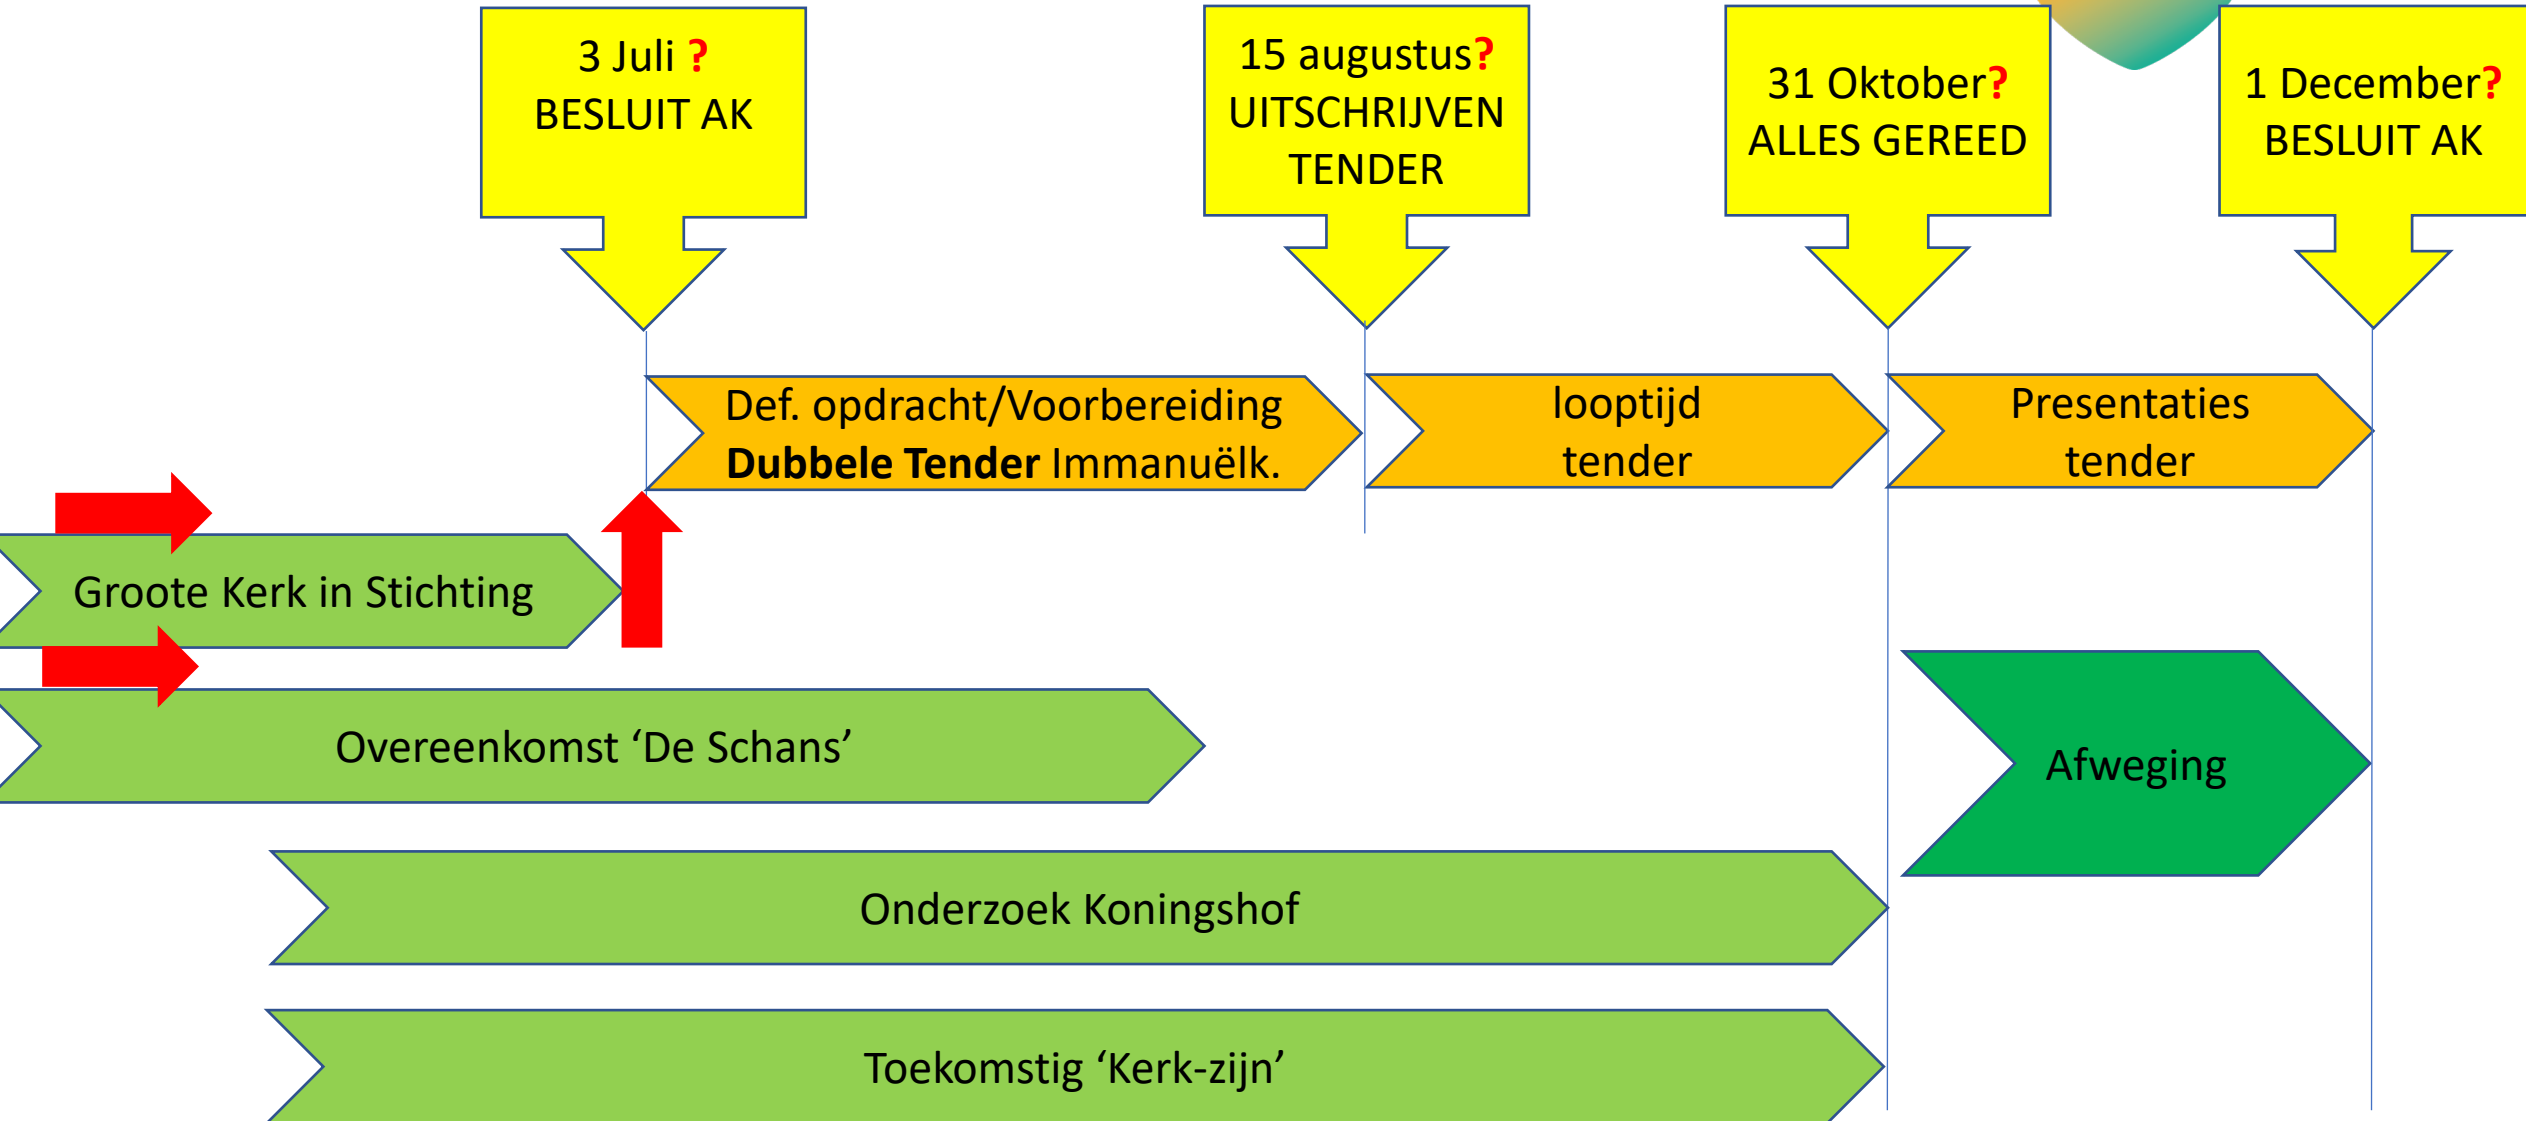 3 Juli ?
BESLUIT AK
15 augustus?
UITSCHRIJVEN
TENDER
31 Oktober?
ALLES GEREED
1 December?
BESLUIT AK
Def. opdracht/Voorbereiding
Dubbele Tender Immanuëlk.
looptijd
tender
Presentaties
tender
Groote Kerk in Stichting
Overeenkomst ‘De Schans’
Afweging
Onderzoek Koningshof
Toekomstig ‘Kerk-zijn’